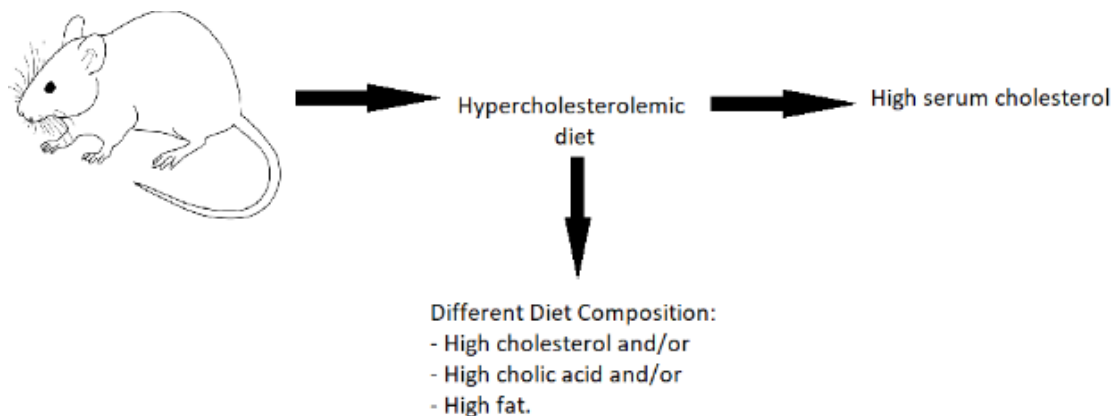 Hypercholesterolemic
diet
High serum cholesterol
Different Diet Composition:
- High cholesterol and/or
- High cholic acid and/or
- High fat.